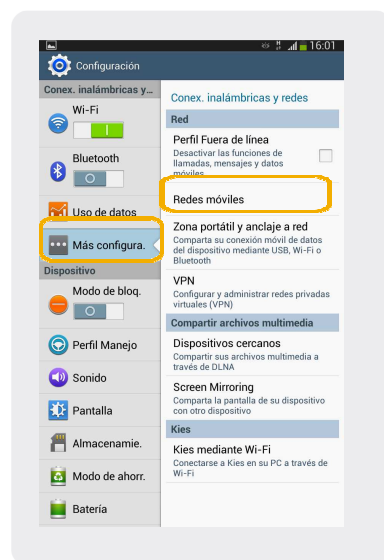 16:01
Configuración
Conex. inalámbricas y...
Wi-Fi
Bluetooth
Uso de datos
Más configura.
Dispositivo
Modo de bloq.
Perfil Manejo
Sonido
Pantalla
Almacenamie.
Modo de ahorr.
Batería
Conex. inalámbricas y redes
Red
Perfil Fuera de línea
Desactivar las funciones de
llamadas, mensajes y datos
móviles
Redes móviles
Zona portátil y anclaje a red
Comparta su conexión móvil de datos
del dispositivo mediante USB, Wi-Fi o
Bluetooth
VPN
Configurar y administrar redes privadas
virtuales (VPN)
Compartir archivos multimedia
Dispositivos cercanos
Compartir sus archivos multimedia a
través de DLNA
Screen Mirroring
Comparta la pantalla de su dispositivo
con otro dispositivo
Kies
Kies mediante Wi-Fi
Conectarse a Kies en su PC a través de
Wi-Fi